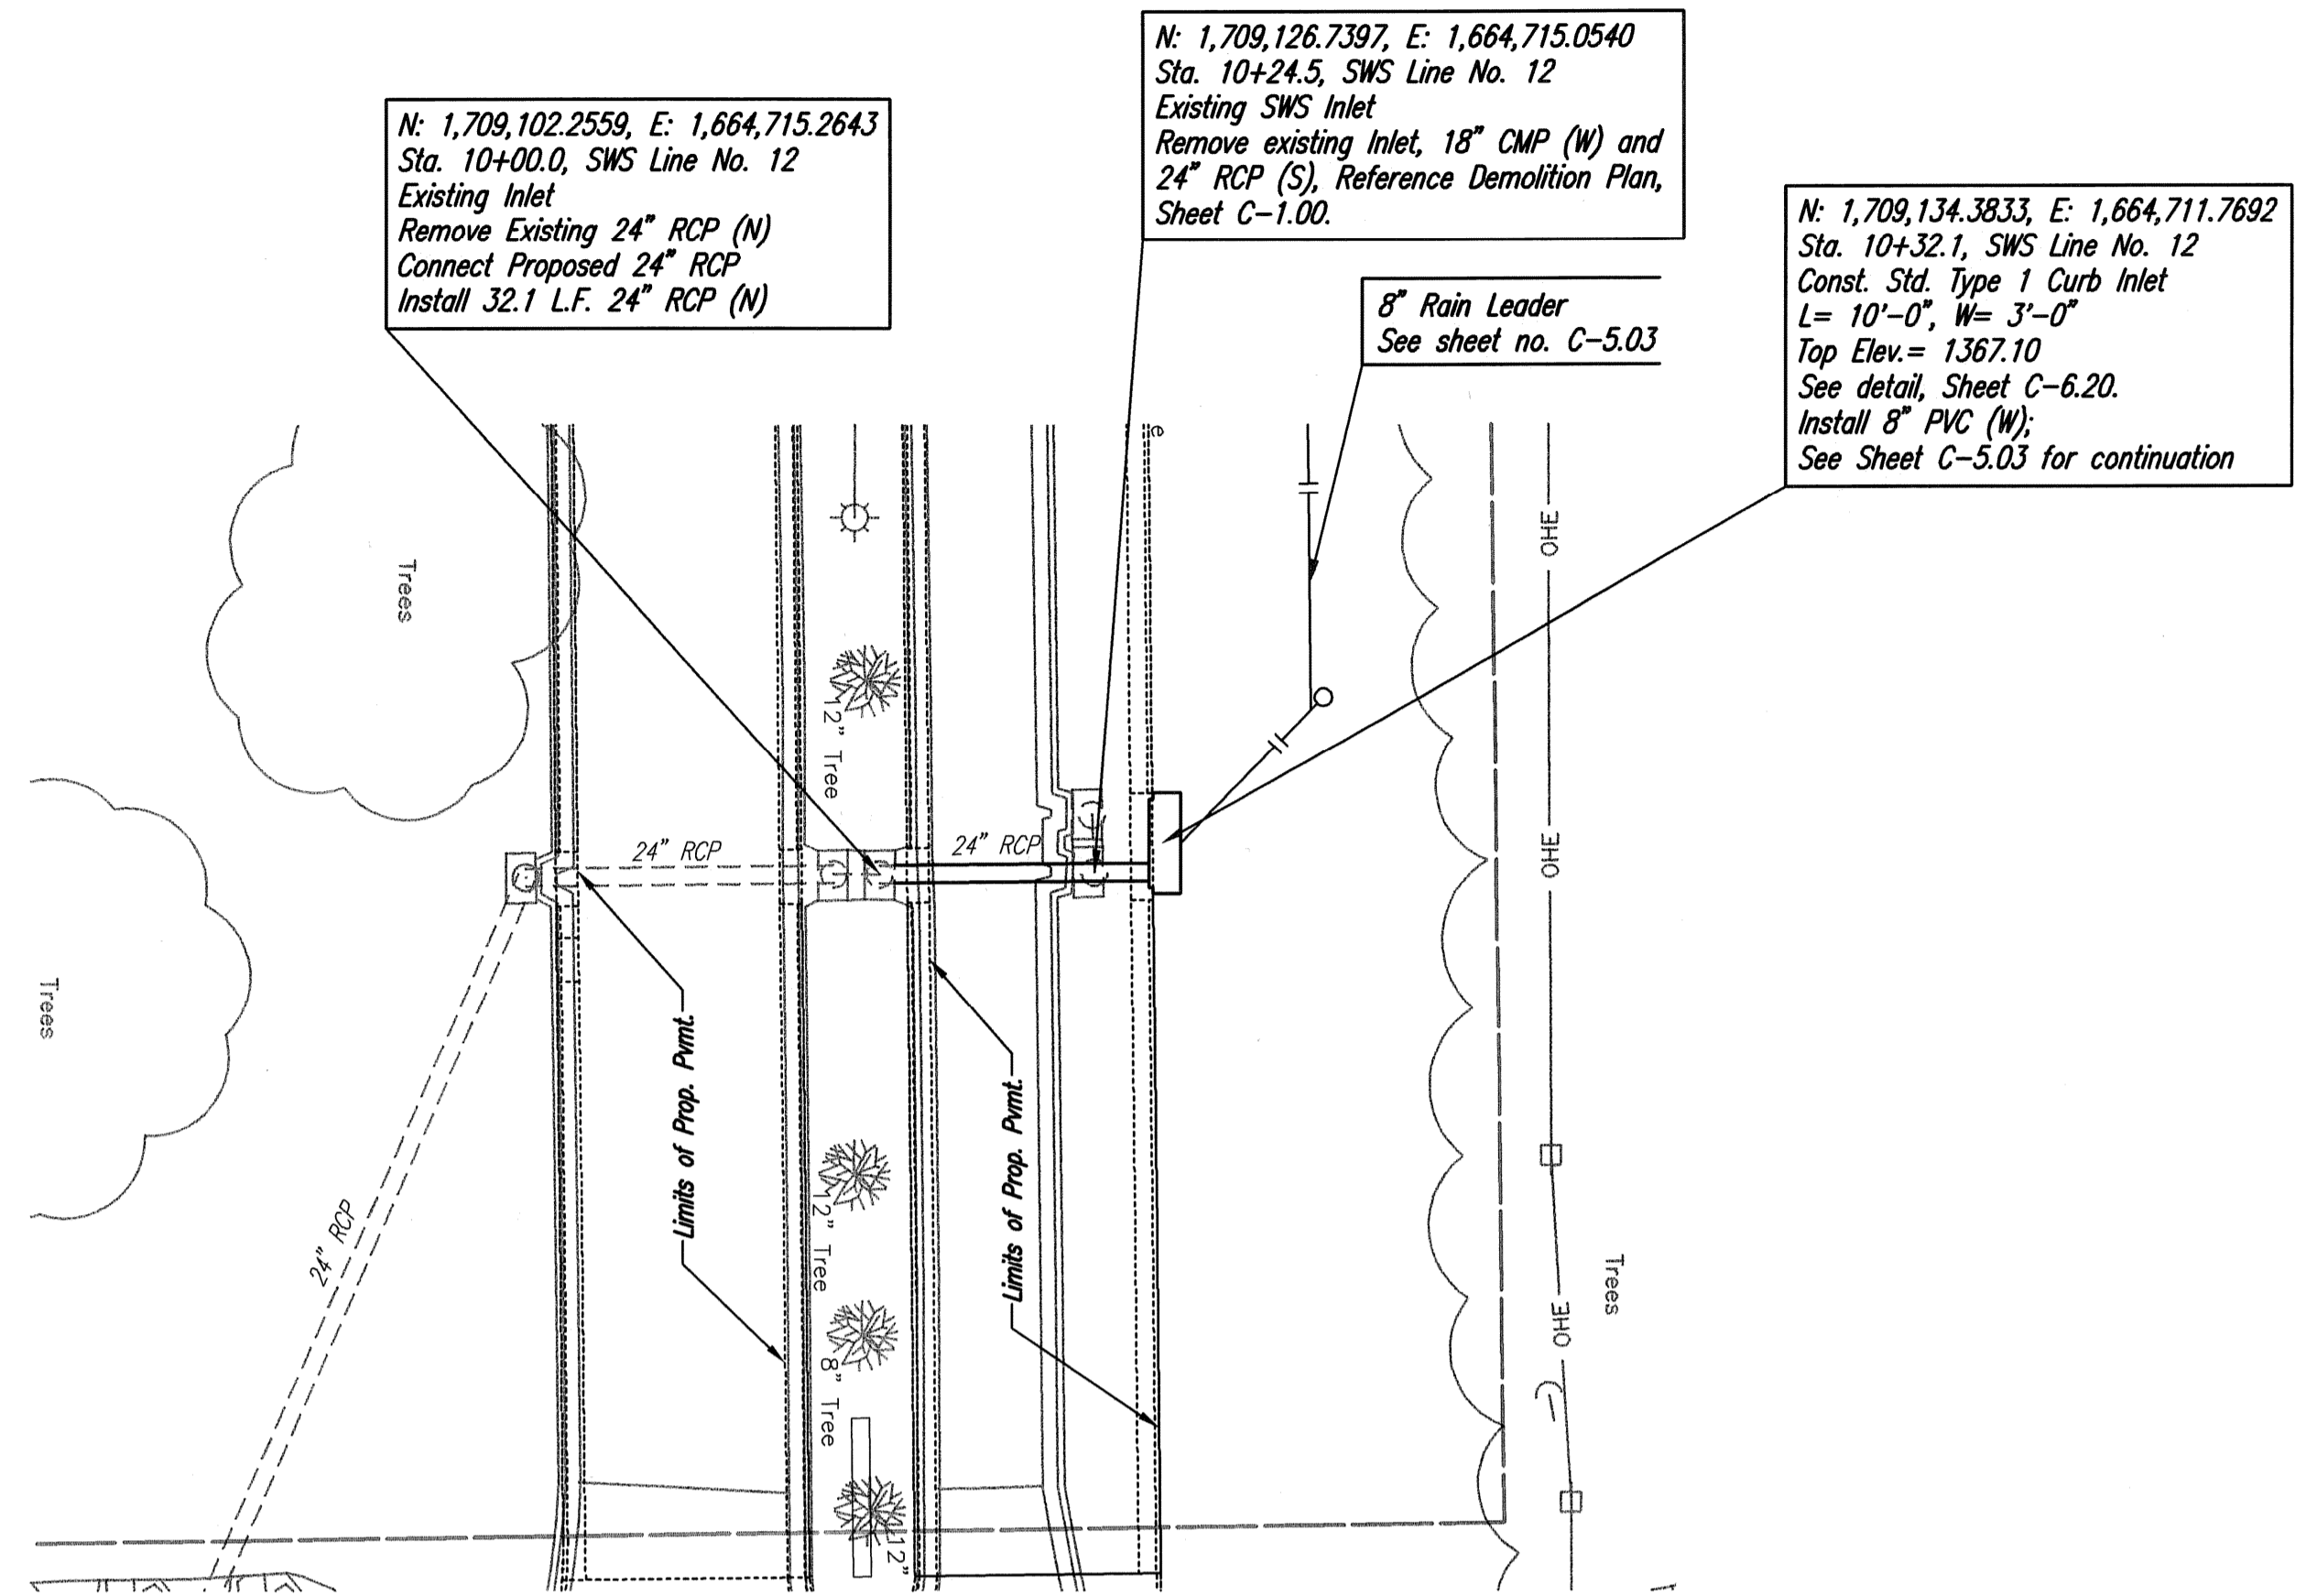 N: 1,709,102.2559, E: 1,664,715.2643
Sta. 10+00.0, SWS Line No. 12
Existing Inlet
Remove Existing 24" RCP (N)
Connect Proposed 24" RCP
Install 32.1 L.F. 24" RCP (N)
N: 1,709,126.7397, E: 1,664,715.0540
Sta. 10+24.5, SWS Line No. 12
Existing SWS Inlet
Remove existing Inlet, 18" CMP (W) and
24" RCP (S), Reference Demolition Plan,
Sheet C-1.00.
8" Rain Leader
See sheet no. C-5.03
N: 1,709,134.3833, E: 1,664,711.7692
Sta. 10+32.1, SWS Line No. 12
Const. Std. Type 1 Curb Inlet
L= 10'-0", W= 3'-0"
Top Elev.= 1367.10
See detail, Sheet C-6.20.
Install 8" PVC (W);
See Sheet C-5.03 for continuation
e
OHE
Trees
12" Tree
24" RCP
24" RCP
OHE
Trees
Limits of Prop. Pvmt.
Limits of Prop. Pvmt.
24" RCP
12" Tree
Trees
OHE
8" Tree
12"